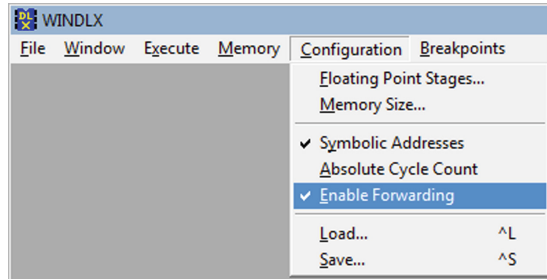 DLX WINDLX
File Window Execute Memory Configuration Breakpoints
Floating Point Stages...
Memory Size...
Symbolic Addresses
Absolute Cycle Count
Enable Forwarding
Load... ^L
Save... ^S